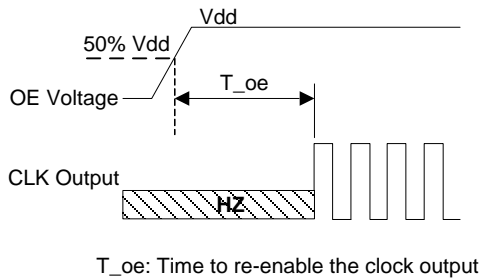 Vdd
50% Vdd
T_oe
OE Voltage
CLK Output
HZ
T_oe: Time to re-enable the clock output